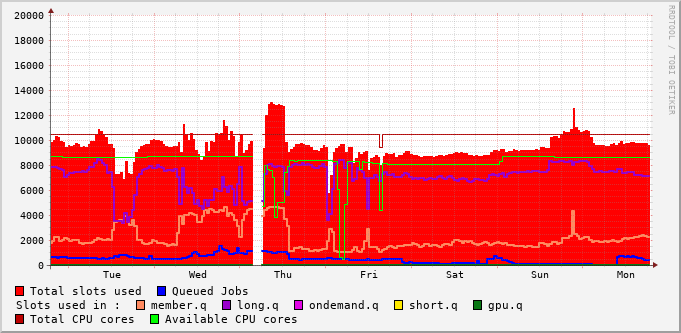 20000
18000
16000
14000
12000
10000
8000
6000
4000
2000
0
Tue Wed Thu Fri Sat Sun Mon
Total slots used Queued Jobs
Slots used in : member.q long.q ondemand.q short.q gpu.q
Total CPU cores Available CPU cores
RRDTOOL / TOBI OETIKER